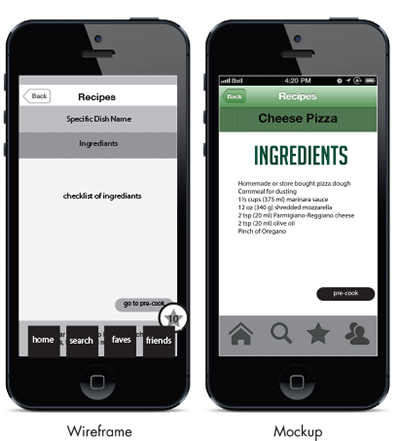 Back
Recipes
Specific Dish Name
Ingrediants
checklist of ingrediants
go to pre-cook
10
home
search
faves
friends
Wireframe
Bell
4:20 PM
Back
Recipes
Cheese Pizza
INGREDIENTS
Homemade or store bought pizza dough
Cornmeal for dusting
1½ cups (375 ml) marinara sauce
12 oz (340 g) shredded mozzarella
2 tsp (20 ml) Parmigiano-Reggiano cheese
2 tsp (20 ml) olive oil
Pinch of Oregano
pre-cook
Mockup